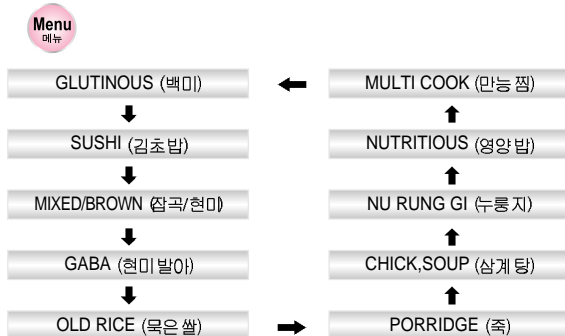 Menu
메뉴
GLUTINOUS (백미)
SUSHI (김초밥)
MIXED/BROWN (잡곡/현미)
GABA (현미발아)
OLD RICE (묵은쌀)
PORRIDGE (죽)
CHICK,SOUP (삼계탕)
NU RUNG GI (누룽지)
NUTRITIOUS (영양밥)
MULTI COOK (만능찜)